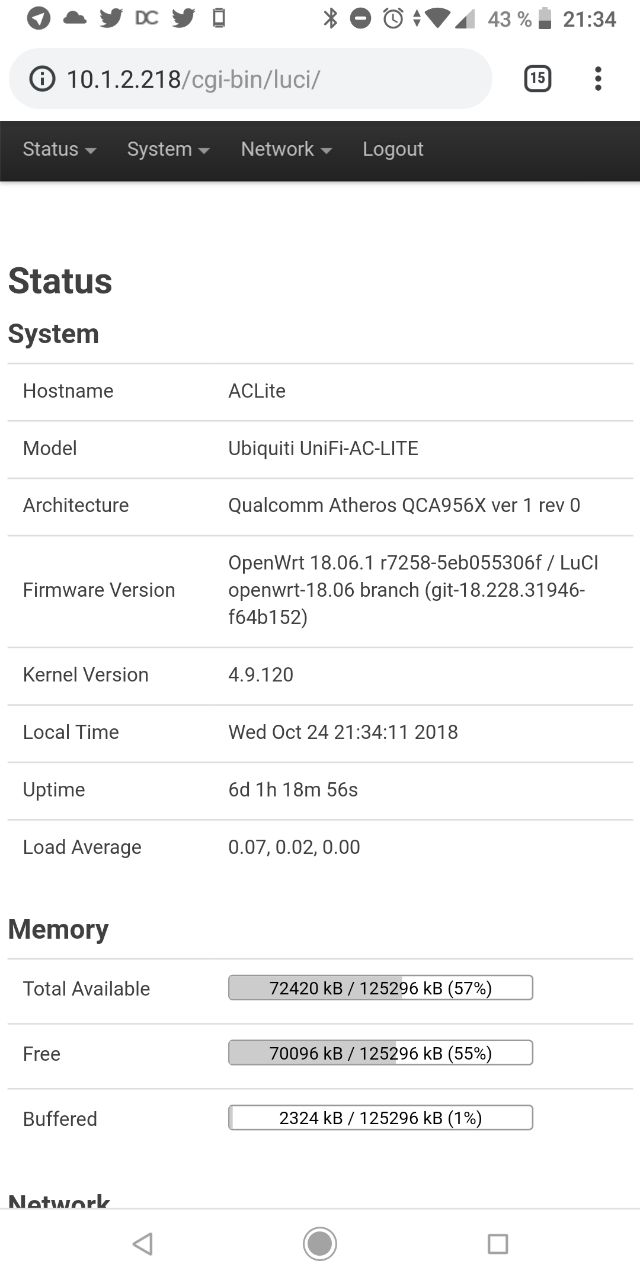 DC 43 % 21:34
10.1.2.218/cgi-bin/luci/ 15
Status System Network Logout
Status
System
Hostname ACLite
Model Ubiquiti UniFi-AC-LITE
Architecture Qualcomm Atheros QCA956X ver 1 rev 0
Firmware Version OpenWrt 18.06.1 r7258-5eb055306f / LuCI
openwrt-18.06 branch (git-18.228.31946-
f64b152)
Kernel Version 4.9.120
Local Time Wed Oct 24 21:34:11 2018
Uptime 6d 1h 18m 56s
Load Average 0.07, 0.02, 0.00
Memory
Total Available 72420 kB / 125296 kB (57%)
Free 70096 kB / 125296 kB (55%)
Buffered 2324 kB / 125296 kB (1%)
Network